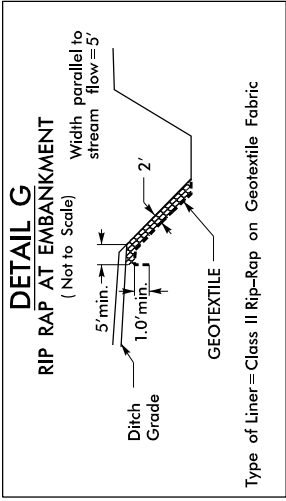 DETAIL G
RIP RAP AT EMBANKMENT
( Not to Scale)
Width parallel to
stream flow=5'
5'min.
1.0'min.
2'
Ditch
Grade
GEOTEXTILE
Type of Liner=Class II Rip-Rap on Geotextile Fabric